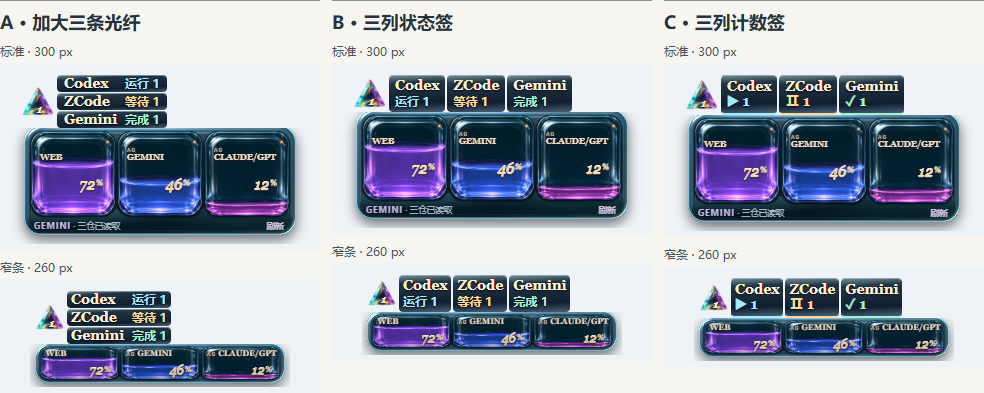 A · 加大三条光纤
标准 · 300 px
Codex 运行 1
ZCode 等待 1
Gemini 完成 1
1
WEB
AG
GEMINI
CLAUDE/GPT
72%
46%
12%
GEMINI · 三仓已读取
刷新
窄条 · 260 px
Codex 运行 1
ZCode 等待 1
Gemini 完成 1
1
WEB
AG GEMINI
AG CLAUDE/GPT
72%
46%
12%
B · 三列状态签
标准 · 300 px
1
Codex ZCode Gemini
运行 1 等待 1 完成 1
WEB
AG
GEMINI
AG
CLAUDE/GPT
72%
46%
12%
GEMINI · 三仓已读取
刷新
窄条 · 260 px
1
Codex ZCode Gemini
运行 1 等待 1 完成 1
WEB
AG GEMINI
AG CLAUDE/GPT
72%
46%
12%
C · 三列计数签
标准 · 300 px
1
Codex ZCode Gemini
▶ 1 II 1 ✓ 1
WEB
AG
GEMINI
AG
CLAUDE/GPT
72%
46%
12%
GEMINI · 三仓已读取
刷新
窄条 · 260 px
1
Codex ZCode Gemini
▶ 1 II 1 ✓ 1
WEB
AG GEMINI
AG CLAUDE/GPT
72%
46%
12%